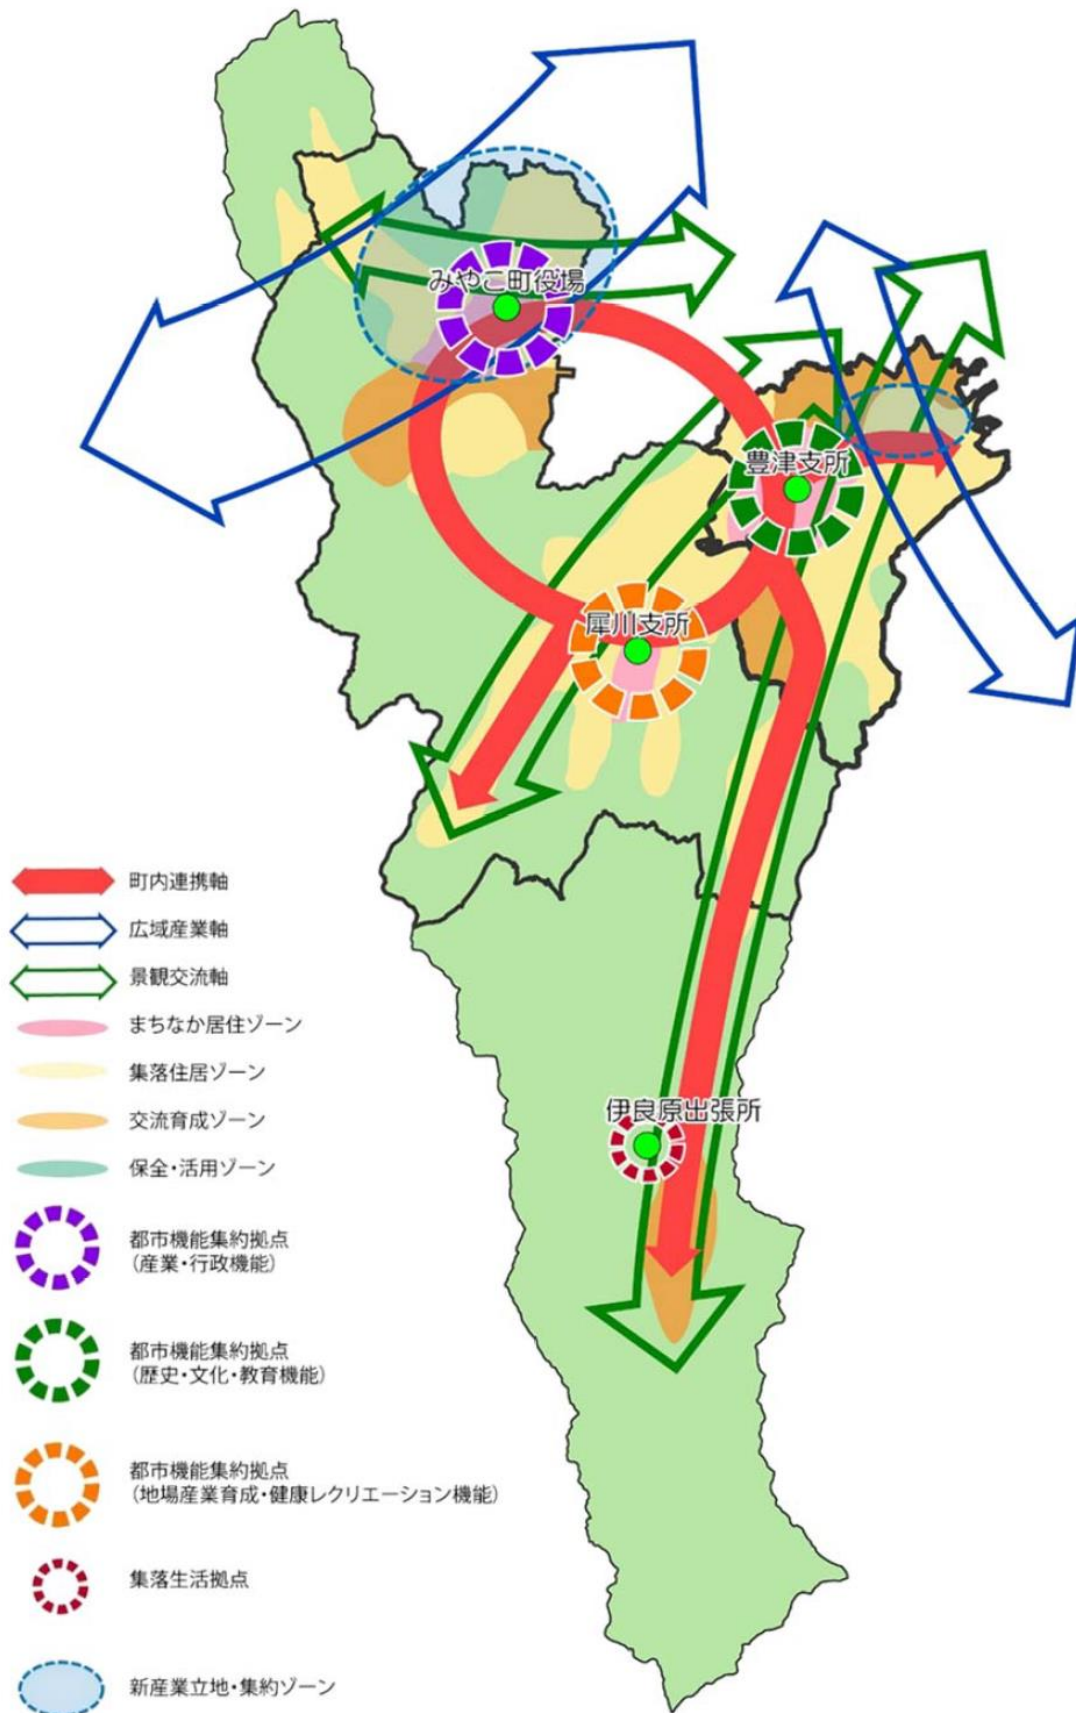 みやこ町役場
豊津支所
犀川支所
伊良原出張所
町内連携軸
広域産業軸
景観交流軸
まちなか居住ゾーン
集落住居ゾーン
交流育成ゾーン
保全・活用ゾーン
都市機能集約拠点
(産業・行政機能)
都市機能集約拠点
(歴史・文化・教育機能)
都市機能集約拠点
(地場産業育成・健康レクリエーション機能)
集落生活拠点
新産業立地・集約ゾーン